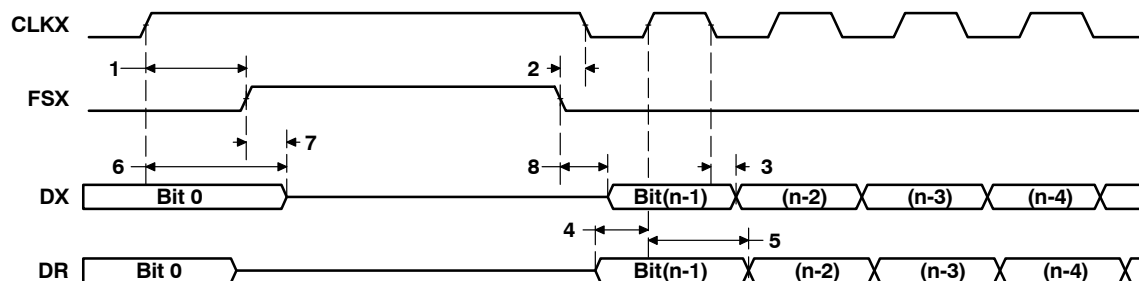 CLKX
1 2
FSX
7
6 8 3
DX Bit 0 Bit(n-1) (n-2) (n-3) (n-4)
4 5
DR Bit 0 Bit(n-1) (n-2) (n-3) (n-4)